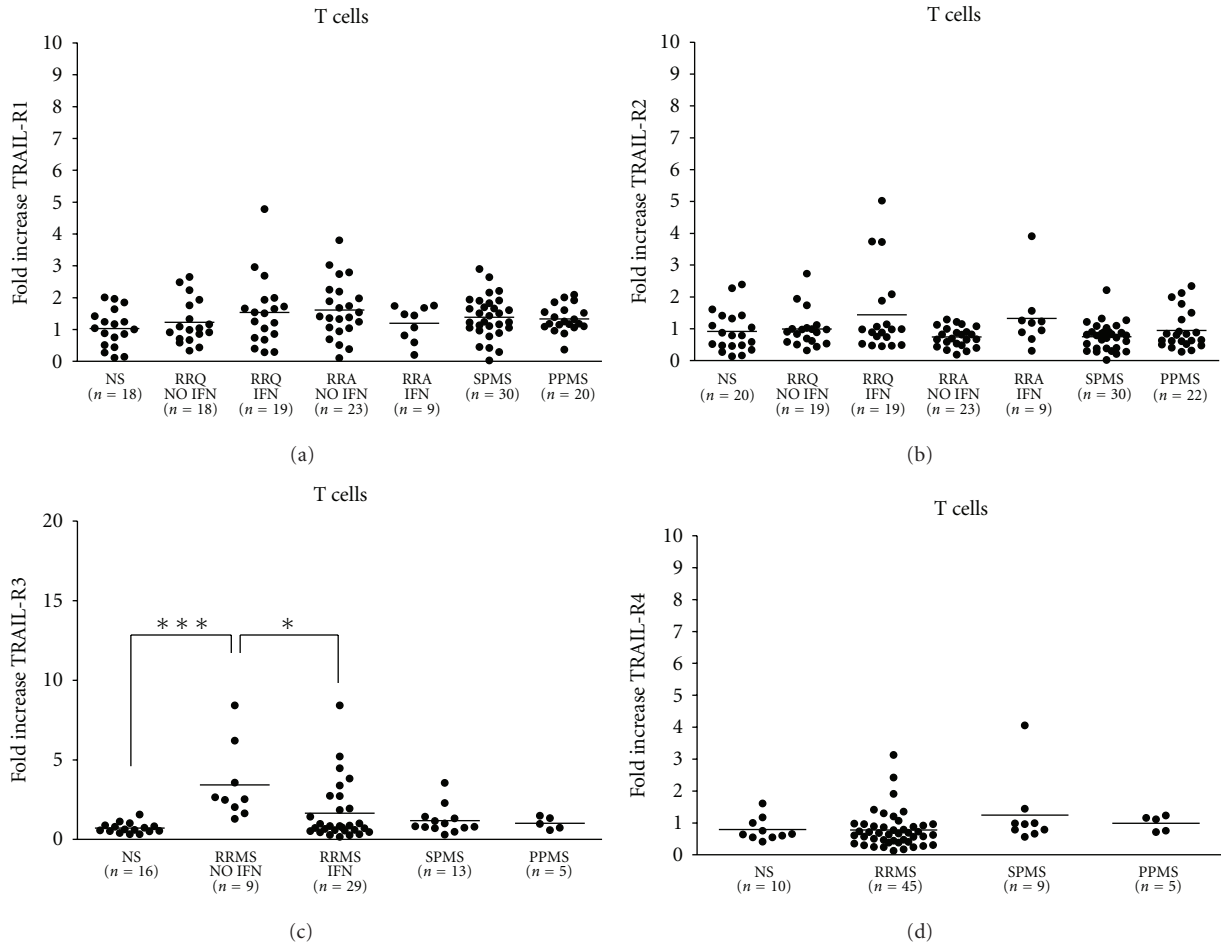 T cells
Fold increase TRAIL-R1
10
9
8
7
6
5
4
3
2
1
0
NS
(n = 18)
RRQ
NO IFN
(n = 18)
RRQ
IFN
(n = 19)
RRA
NO IFN
(n = 23)
RRA
IFN
(n = 9)
SPMS
(n = 30)
PPMS
(n = 20)
(a)
T cells
Fold increase TRAIL-R2
10
9
8
7
6
5
4
3
2
1
0
NS
(n = 20)
RRQ
NO IFN
(n = 19)
RRQ
IFN
(n = 19)
RRA
NO IFN
(n = 23)
RRA
IFN
(n = 9)
SPMS
(n = 30)
PPMS
(n = 22)
(b)
T cells
Fold increase TRAIL-R3
20
15
10
5
0
***
*
NS
(n = 16)
RRMS
NO IFN
(n = 9)
RRMS
IFN
(n = 29)
SPMS
(n = 13)
PPMS
(n = 5)
(c)
T cells
Fold increase TRAIL-R4
10
9
8
7
6
5
4
3
2
1
0
NS
(n = 10)
RRMS
(n = 45)
SPMS
(n = 9)
PPMS
(n = 5)
(d)